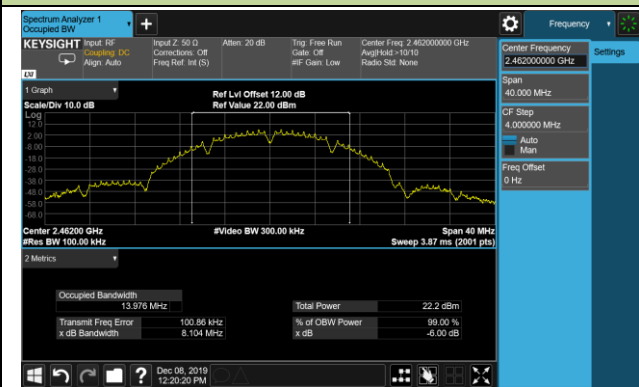 Spectrum Analyzer 1
Occupied BW
Frequency
KEYSIGHT
Input: RF
Coupling: DC
Align: Auto
Input Z: 50 Ω
Corrections: Off
Freq Ref: Int (S)
Atten: 20 dB
Trig: Free Run
Gate: Off
#IF Gain: Low
Center Freq: 2.462000000 GHz
Avg|Hold:>10/10
Radio Std: None
LXI
Center Frequency
2.462000000 GHz
Settings
Span
40.000 MHz
CF Step
4.000000 MHz
Auto
Man
Freq Offset
0 Hz
1 Graph
Scale/Div 10.0 dB
Ref Lvl Offset 12.00 dB
Ref Value 22.00 dBm
Log
12.0
2.00
-8.00
-18.0
-28.0
-38.0
-48.0
-58.0
-68.0
Center 2.46200 GHz
#Res BW 100.00 kHz
#Video BW 300.00 kHz
Span 40 MHz
Sweep 3.87 ms (2001 pts)
2 Metrics
Occupied Bandwidth
13.976 MHz
Transmit Freq Error 100.86 kHz
x dB Bandwidth 8.104 MHz
Total Power 22.2 dBm
% of OBW Power 99.00 %
x dB -6.00 dB
Dec 08, 2019
12:20:20 PM